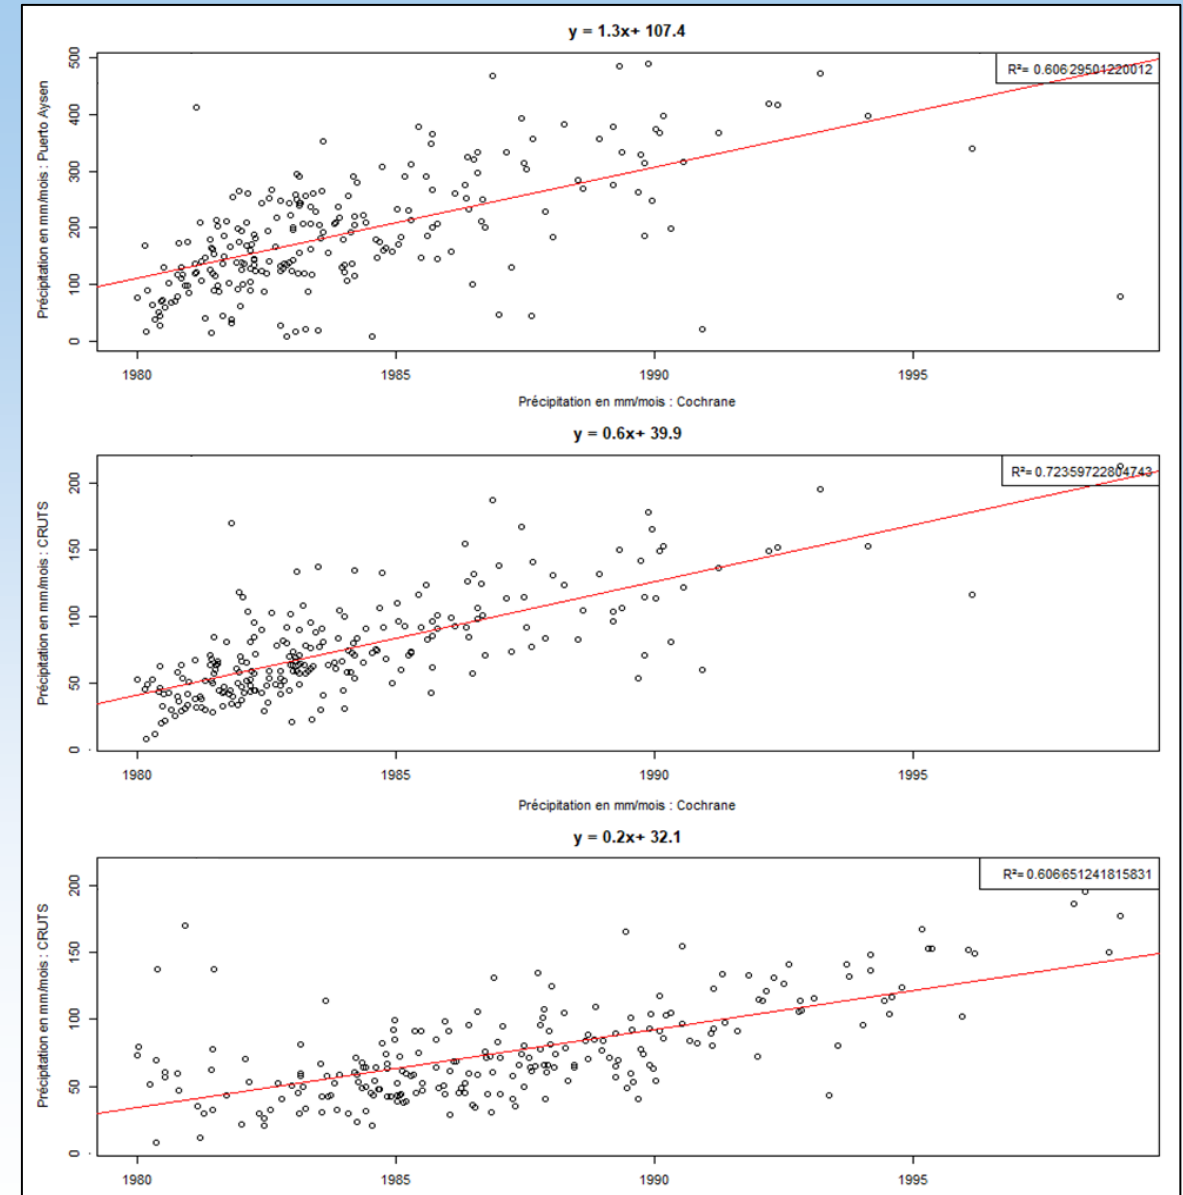 y = 1.3x+ 107.4
R²= 0.60629501220012
Précipitation en mm/mois : Puerto Aysen
500
400
300
200
100
0
1980 1985 1990 1995
Précipitation en mm/mois : Cochrane
y = 0.6x+ 39.9
R²= 0.72359722804743
Précipitation en mm/mois : CRUTS
200
150
100
50
0
1980 1985 1990 1995
Précipitation en mm/mois : Cochrane
y = 0.2x+ 32.1
R²= 0.606651241815831
Précipitation en mm/mois : CRUTS
200
150
100
50
0
1980 1985 1990 1995